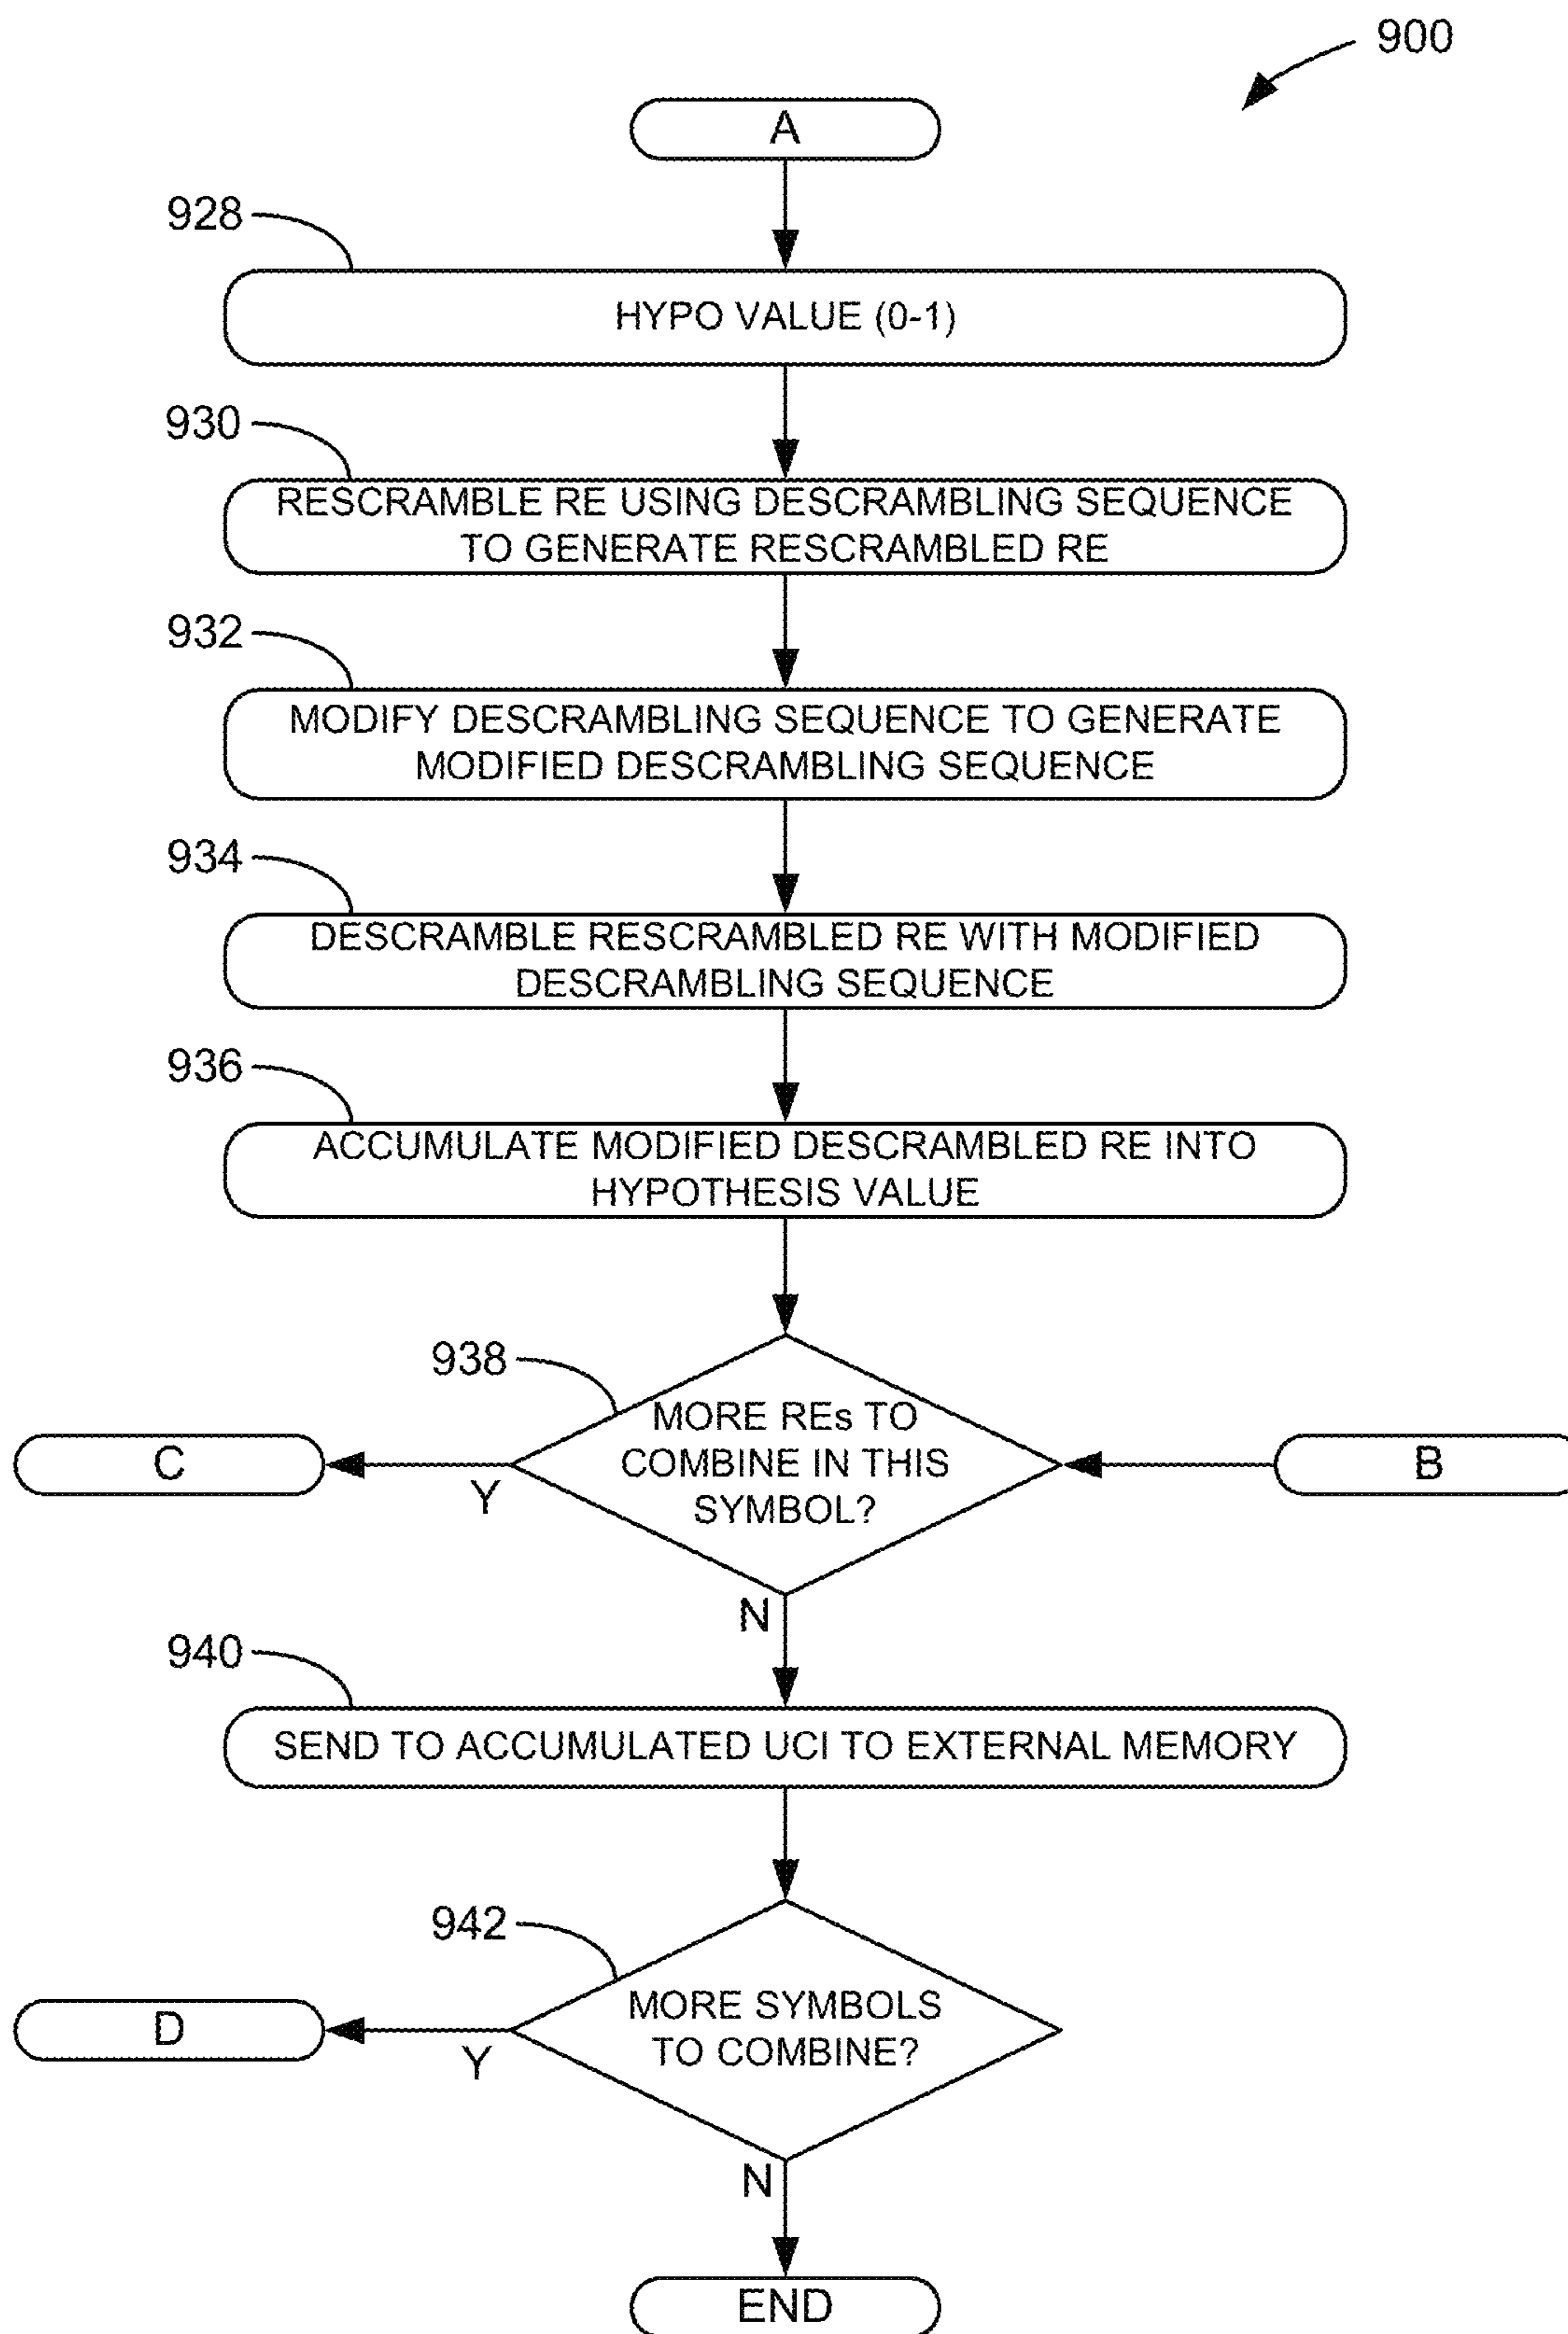 900
A
928
HYPO VALUE (0-1)
930
RESCRAMBLE RE USING DESCRAMBLING SEQUENCE
TO GENERATE RESCRAMBLED RE
932
MODIFY DESCRAMBLING SEQUENCE TO GENERATE
MODIFIED DESCRAMBLING SEQUENCE
934
DESCRAMBLE RESCRAMBLED RE WITH MODIFIED
DESCRAMBLING SEQUENCE
936
ACCUMULATE MODIFIED DESCRAMBLED RE INTO
HYPOTHESIS VALUE
938
MORE REs TO
COMBINE IN THIS
SYMBOL?
C
Y
B
N
940
SEND TO ACCUMULATED UCI TO EXTERNAL MEMORY
942
MORE SYMBOLS
TO COMBINE?
D
Y
N
END